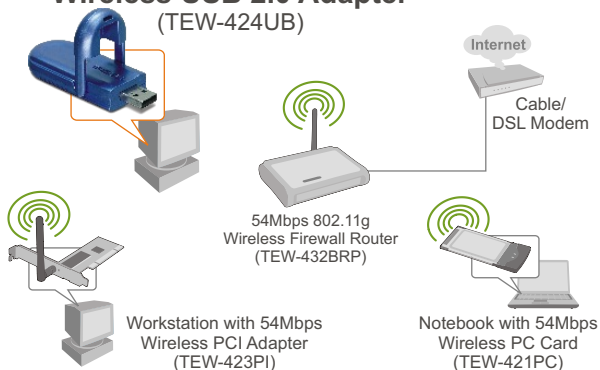 Wireless USB 2.0 Adapter
(TEW-424UB)
Internet
Cable/
DSL Modem
54Mbps 802.11g
Wireless Firewall Router
(TEW-432BRP)
Workstation with 54Mbps
Wireless PCI Adapter
(TEW-423PI)
Notebook with 54Mbps
Wireless PC Card
(TEW-421PC)